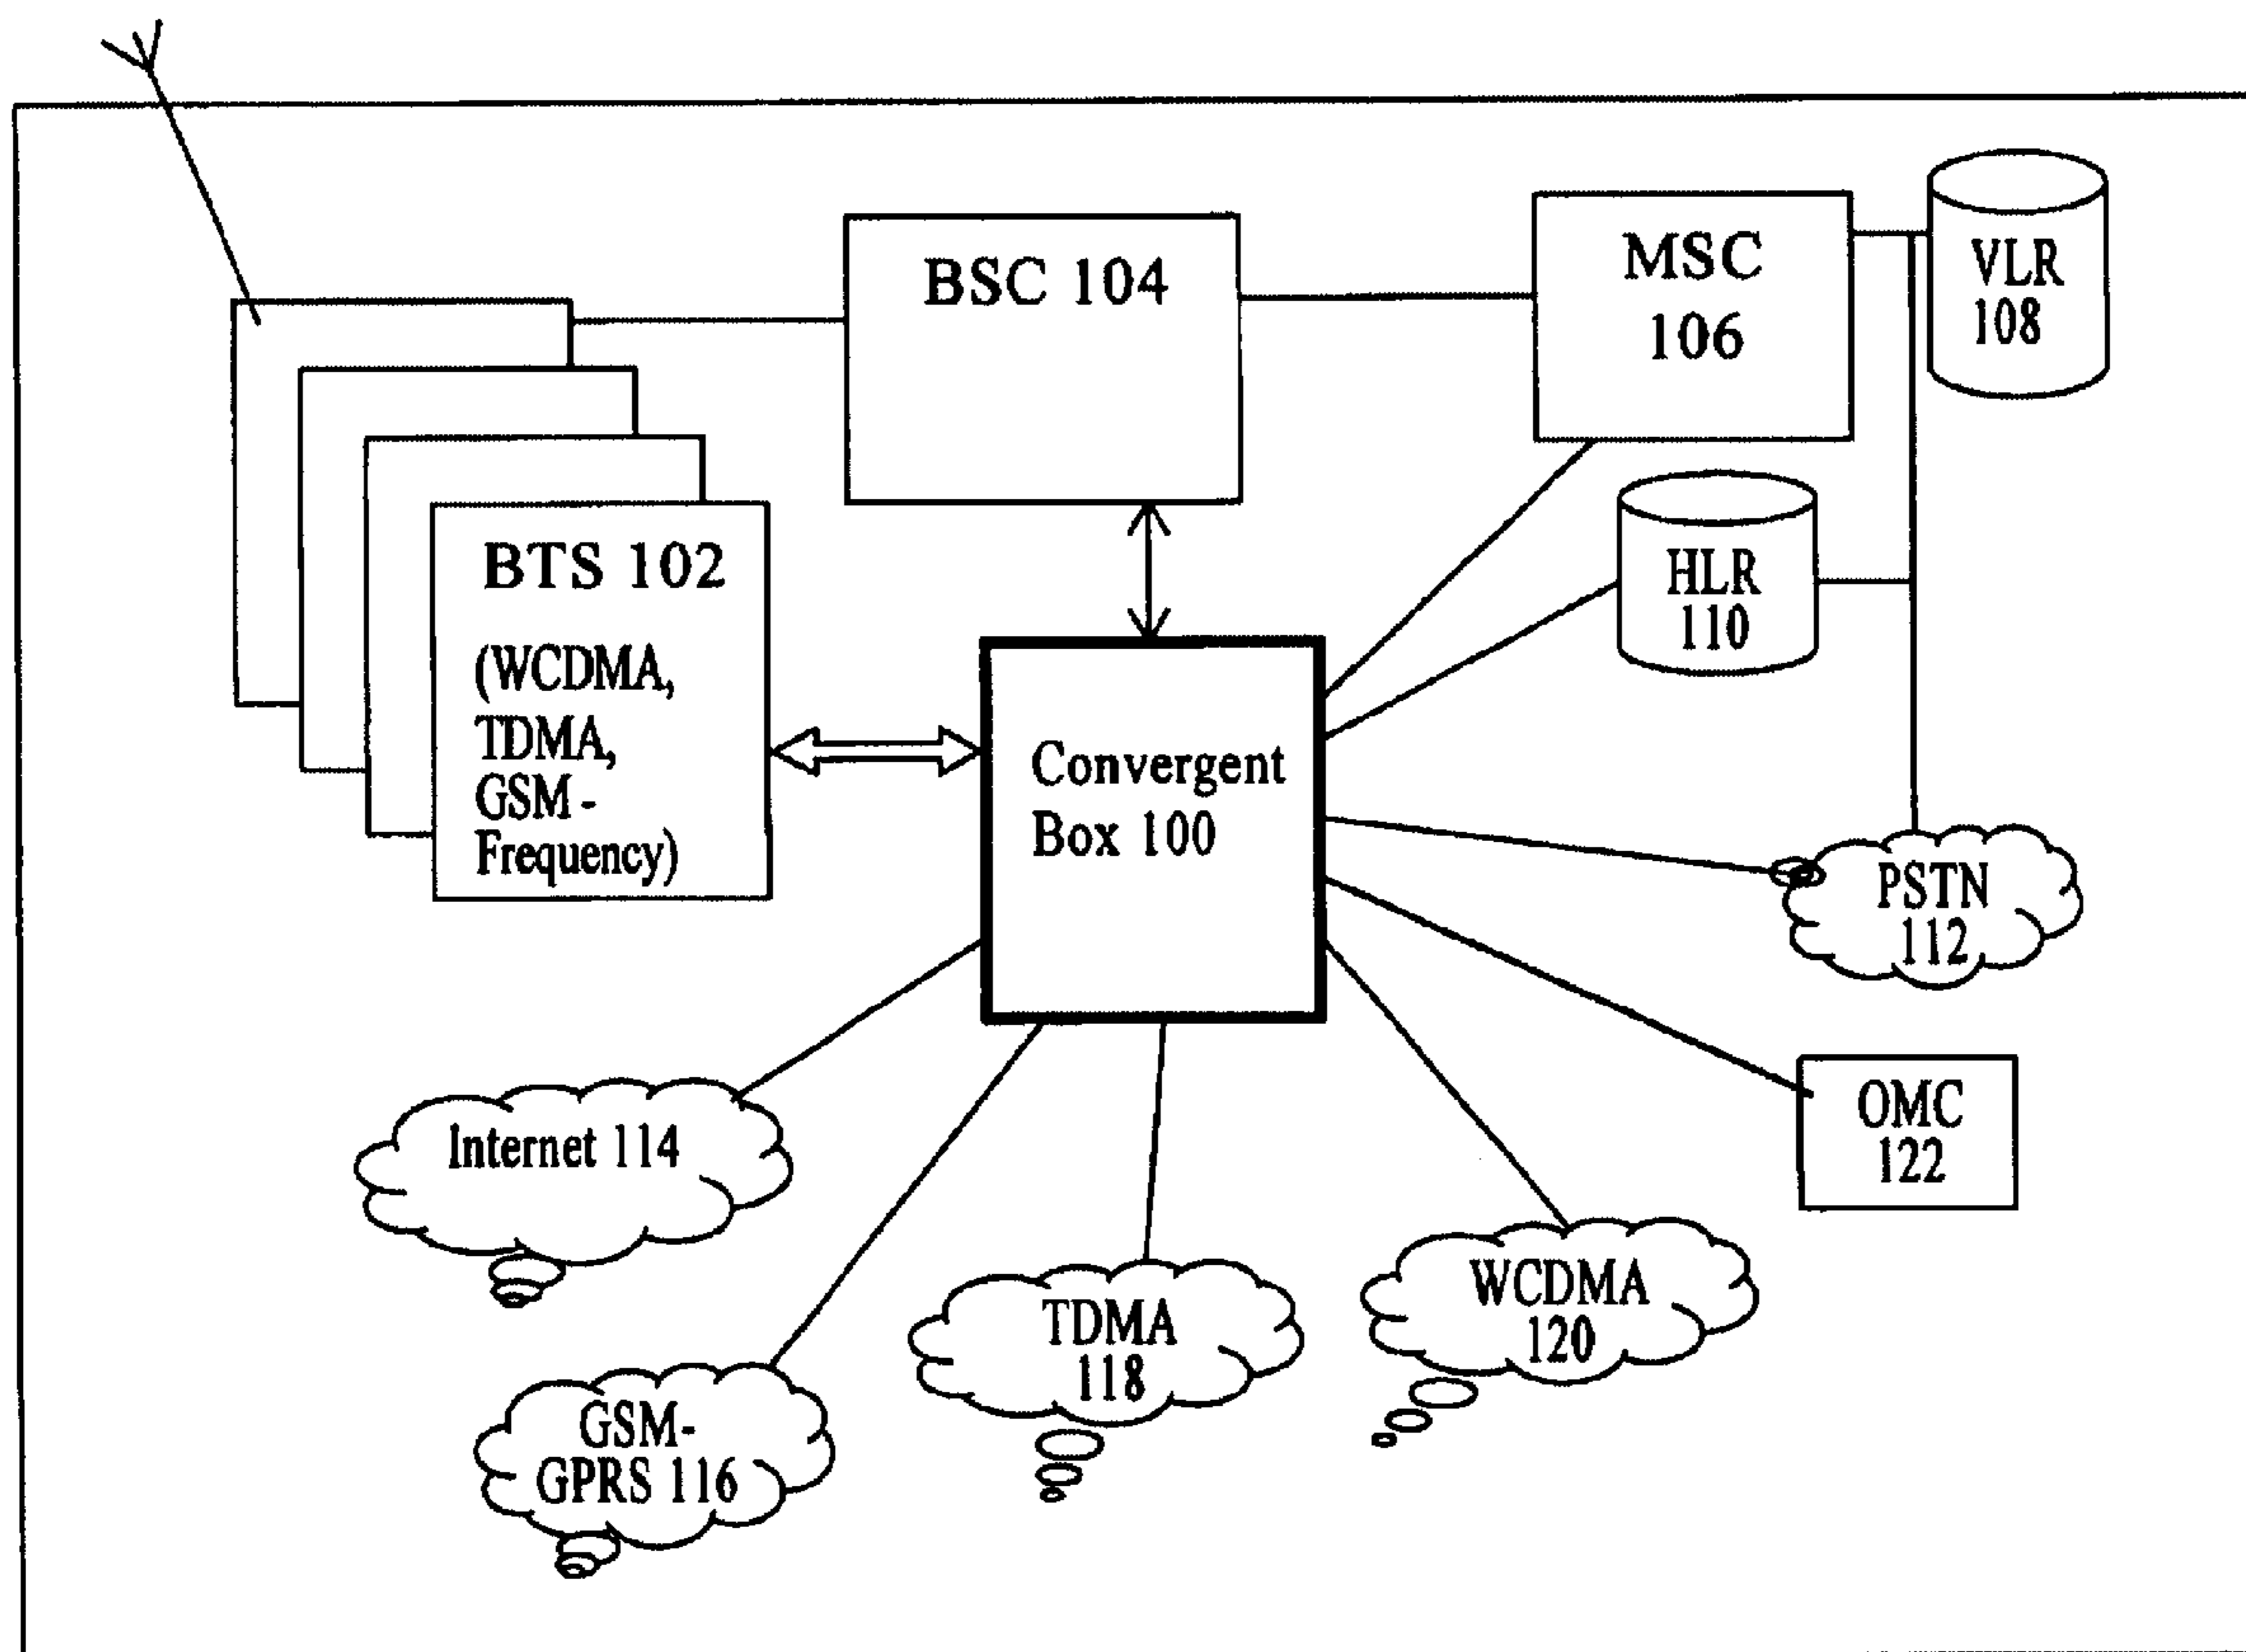 BSC 104
MSC
106
VLR
108
BTS 102
(WCDMA,
TDMA,
GSM -
Frequency)
HLR
110
Convergent
Box 100
PSTN
112
OMC
122
Internet 114
GSM-
GPRS 116
TDMA
118
WCDMA
120